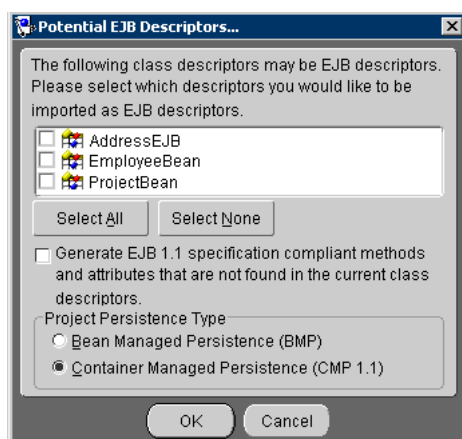 Potential EJB Descriptors...
The following class descriptors may be EJB descriptors.
Please select which descriptors you would like to be
imported as EJB descriptors.
AddressEJB
EmployeeBean
ProjectBean
Select All
Select None
Generate EJB 1.1 specification compliant methods
and attributes that are not found in the current class
descriptors.
Project Persistence Type
Bean Managed Persistence (BMP)
Container Managed Persistence (CMP 1.1)
OK
Cancel